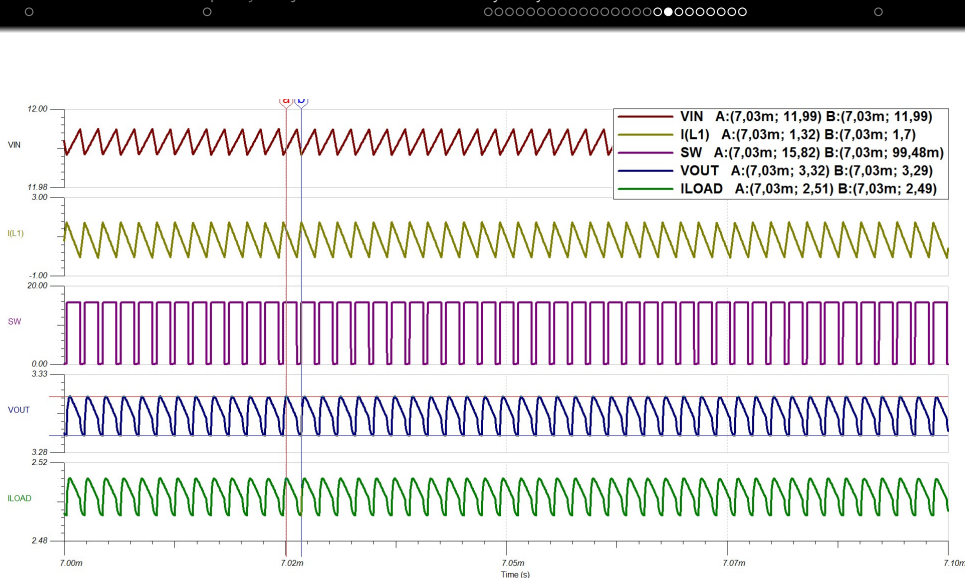 a b
12.00
VIN
11.98
VIN A:(7,03m; 11,99) B:(7,03m; 11,99)
I(L1) A:(7,03m; 1,32) B:(7,03m; 1,7)
SW A:(7,03m; 15,82) B:(7,03m; 99,48m)
VOUT A:(7,03m; 3,32) B:(7,03m; 3,29)
ILOAD A:(7,03m; 2,51) B:(7,03m; 2,49)
3.00
I(L1)
-1.00
20.00
SW
0.00
3.33
VOUT
3.28
2.52
ILOAD
2.48
7.00m 7.02m 7.05m 7.07m 7.10m
Time (s)